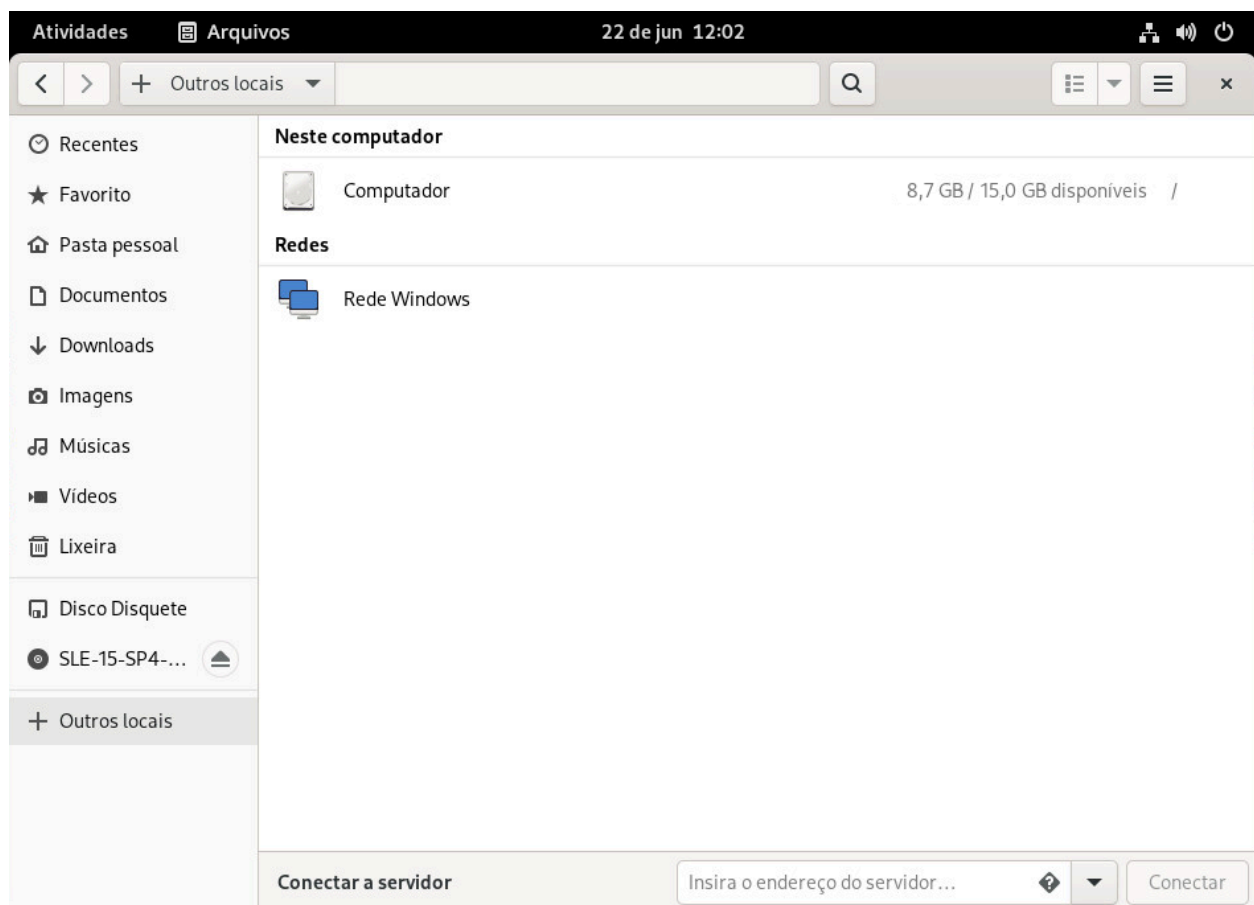 Atividades Arquivos 22 de jun 12:02
Outros locais
Recentes
Favorito
Pasta pessoal
Documentos
Downloads
Imagens
Músicas
Vídeos
Lixeira
Disco Disquete
SLE-15-SP4-...
Outros locais
Neste computador
Computador 8,7 GB / 15,0 GB disponíveis /
Redes
Rede Windows
Conectar a servidor Insira o endereço do servidor... Conectar